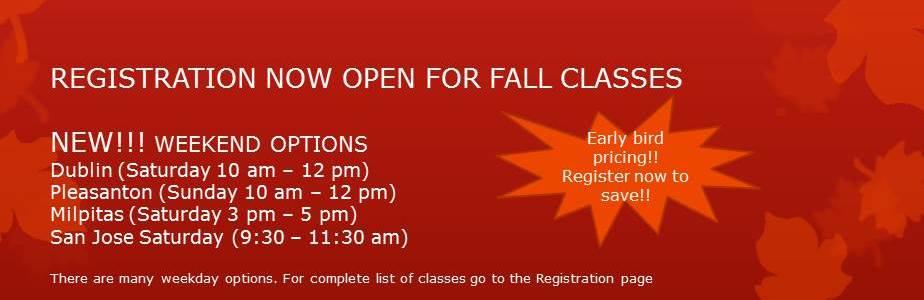 REGISTRATION NOW OPEN FOR FALL CLASSES
NEW!!! WEEKEND OPTIONS
Dublin (Saturday 10 am – 12 pm)
Pleasanton (Sunday 10 am – 12 pm)
Milpitas (Saturday 3 pm – 5 pm)
San Jose Saturday (9:30 – 11:30 am)
Early bird
pricing!!
Register now to
save!!
There are many weekday options. For complete list of classes go to the Registration page